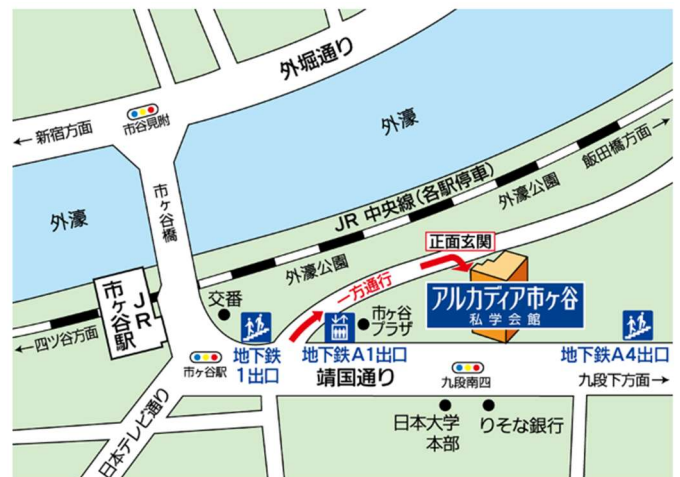 外堀通り
← 新宿方面
市谷見附
外濠
飯田橋方面 →
外濠
市ヶ谷橋
JR 中央線(各駅停車)
外濠公園
外濠公園
正面玄関
一方通行
アルカディア市ヶ谷
私学会館
JR
市ヶ谷駅
交番
市ヶ谷
プラザ
← 四ツ谷方面
市ヶ谷駅
地下鉄
1出口
地下鉄A1出口
地下鉄A4出口
靖国通り
九段南四
九段下方面 →
日本テレビ通り
日本大学
本部
りそな銀行